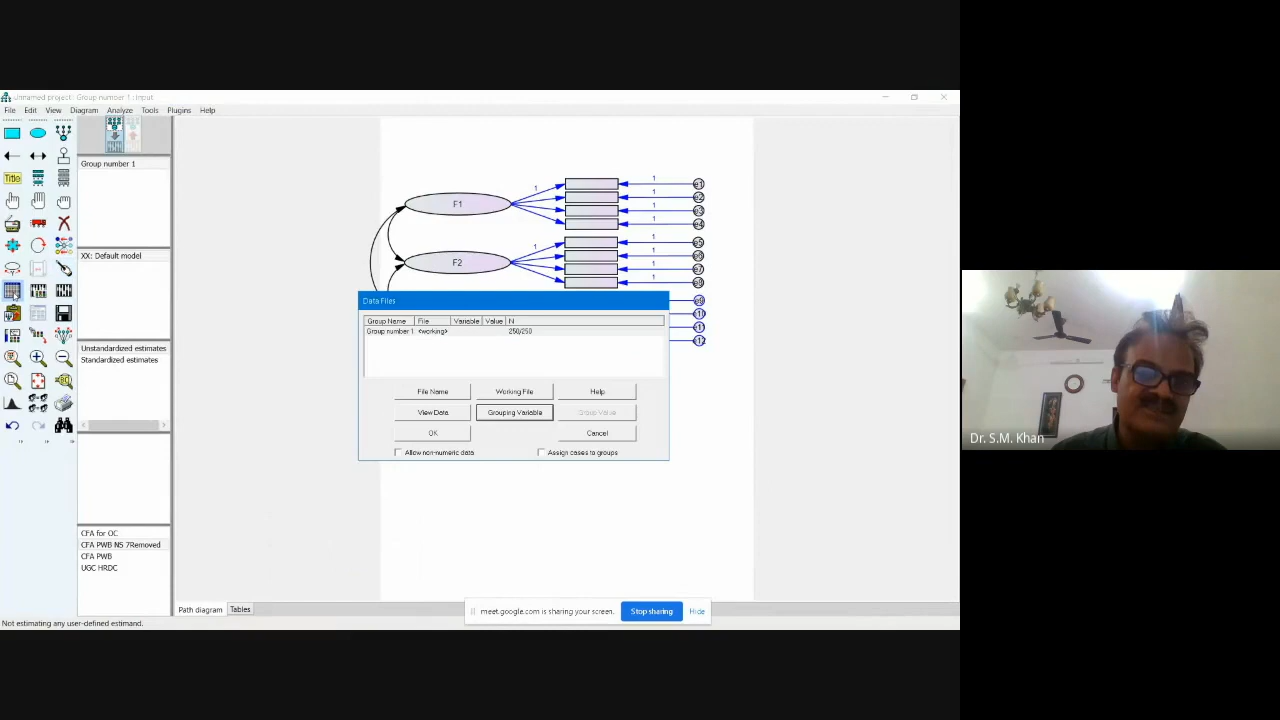 Unnamed project : Group number 1 : Input
File Edit View Diagram Analyze Tools Plugins Help
Title
Group number 1
XX: Default model
Unstandardized estimates
Standardized estimates
CFA for OC
CFA PWB NS 7Removed
CFA PWB
UGC HRDC
F1
F2
1
1
1
1
1
1
1
1
1
1
e1
e2
e3
e4
e5
e6
e7
e8
e9
e10
e11
e12
Data Files
Group Name File Variable Value N
Group number 1 <working> 250/250
File Name Working File Help
View Data Grouping Variable Group Value
OK Cancel
Allow non-numeric data Assign cases to groups
Path diagram Tables
meet.google.com is sharing your screen. Stop sharing Hide
Not estimating any user-defined estimand.
Dr. S.M. Khan